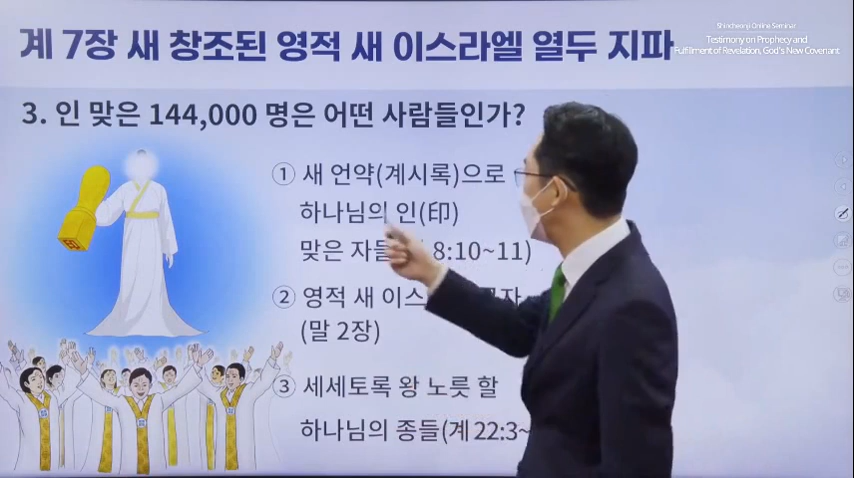 계 7장 새 창조된 영적 새 이스라엘 열두 지파
Shincheonji Online Seminar
Testimony on Prophecy and
Fulfillment of Revelation, God's New Covenant
3. 인 맞은 144,000 명은 어떤 사람들인가?
① 새 언약(계시록)으로
하나님의 인(印)
맞은 자들 8:10~11)
② 영적 새 이스
(말 2장)
③ 세세토록 왕 노릇 할
하나님의 종들(계 22:3~